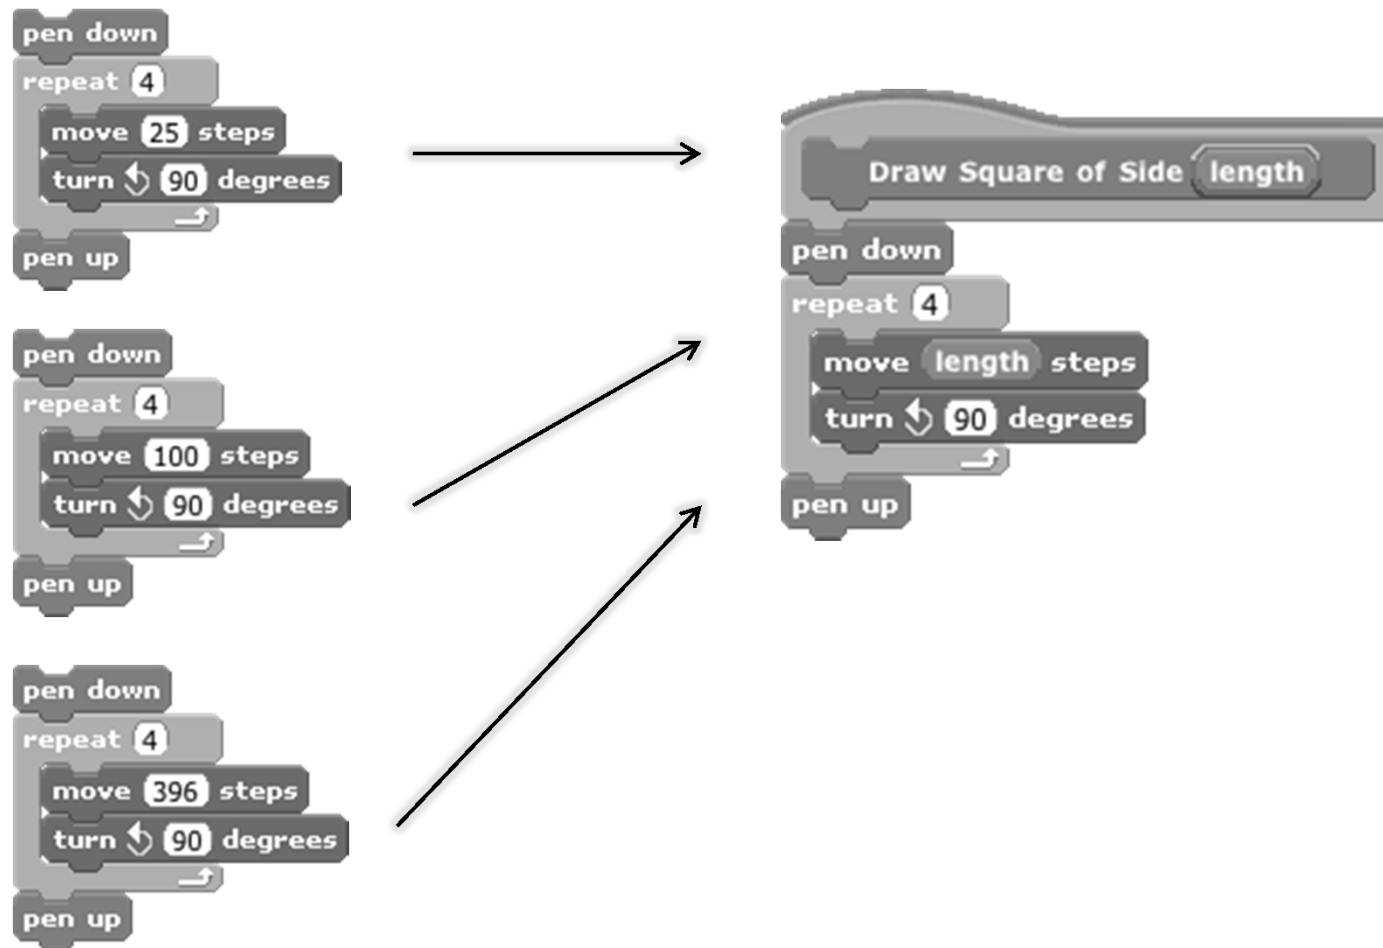 pen down
repeat 4
move 25 steps
turn 90 degrees
pen up
pen down
repeat 4
move 100 steps
turn 90 degrees
pen up
pen down
repeat 4
move 396 steps
turn 90 degrees
pen up
Draw Square of Side length
pen down
repeat 4
move length steps
turn 90 degrees
pen up